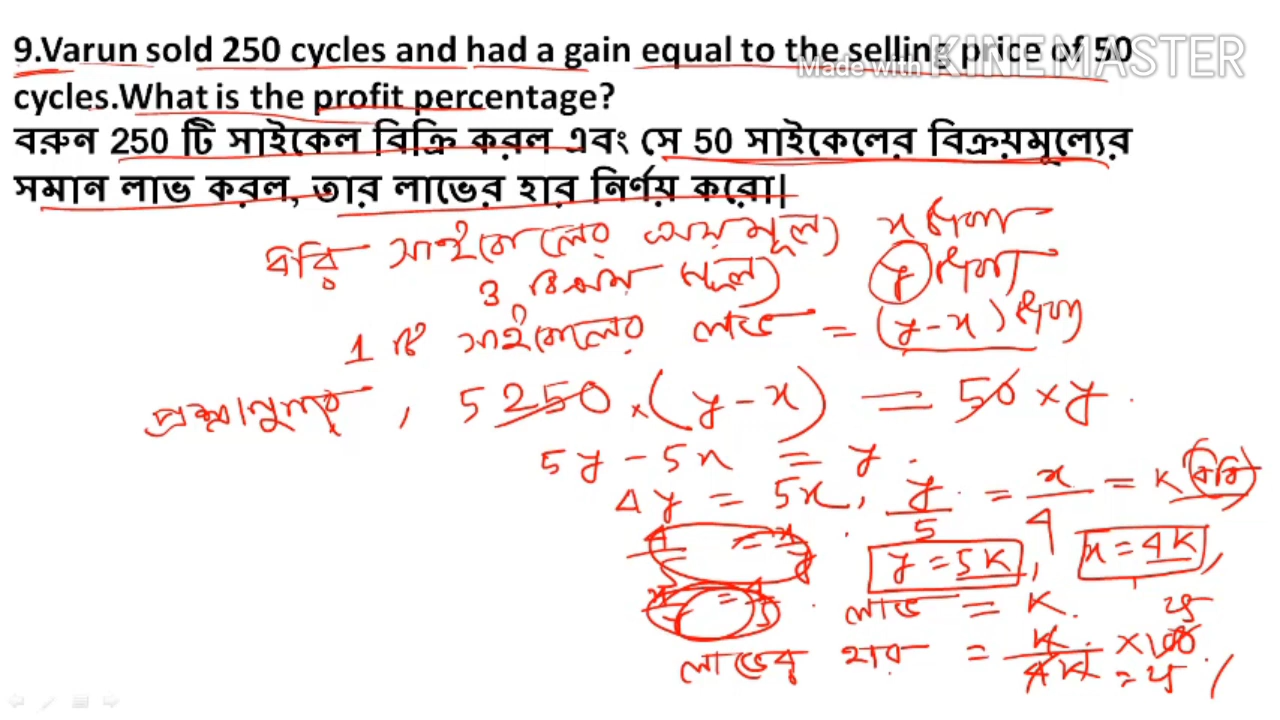 9.Varun sold 250 cycles and had a gain equal to the selling price of 50
Made with KINEMASTER
cycles.What is the profit percentage?
বরুন 250 টি সাইকেল বিক্রি করল এবং সে 50 সাইকেলের বিক্রয়মূল্যের
সমান লাভ করল, তার লাভের হার নির্ণয় করো|
ধরি সাইকেলের ক্রয়মূল্য x টাকা
ও বিক্রয় মূল্য y টাকা
1 টি সাইকেলের লাভ = (y - x) টাকা
প্রশ্নানুসারে, 5 250 × (y - x) = 50 × y
5y - 5x = y
4y = 5x, y/5 = x/4 = K (ধরি)
y = 5K, x = 4K,
লাভ = K. 25
লাভের হার = K/4K × 100
= 25 /